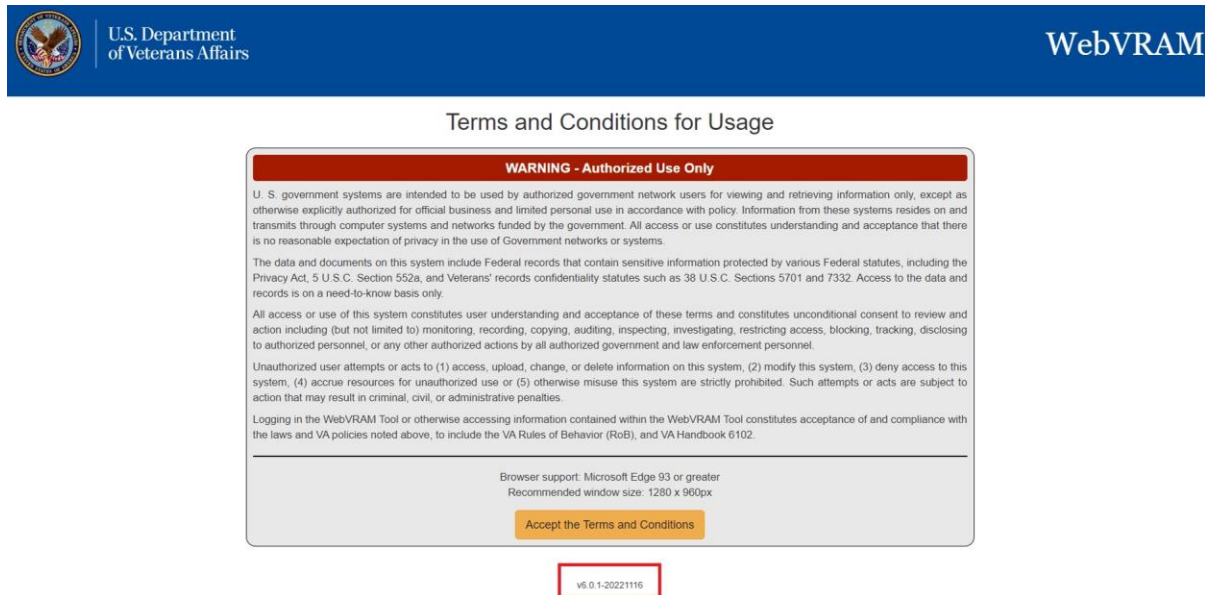 U.S. Department
of Veterans Affairs
WebVRAM
Terms and Conditions for Usage
WARNING - Authorized Use Only
U. S. government systems are intended to be used by authorized government network users for viewing and retrieving information only, except as
otherwise explicitly authorized for official business and limited personal use in accordance with policy. Information from these systems resides on and
transmits through computer systems and networks funded by the government. All access or use constitutes understanding and acceptance that there
is no reasonable expectation of privacy in the use of Government networks or systems.
The data and documents on this system include Federal records that contain sensitive information protected by various Federal statutes, including the
Privacy Act, 5 U.S.C. Section 552a, and Veterans' records confidentiality statutes such as 38 U.S.C. Sections 5701 and 7332. Access to the data and
records is on a need-to-know basis only.
All access or use of this system constitutes user understanding and acceptance of these terms and constitutes unconditional consent to review and
action including (but not limited to) monitoring, recording, copying, auditing, inspecting, investigating, restricting access, blocking, tracking, disclosing
to authorized personnel, or any other authorized actions by all authorized government and law enforcement personnel.
Unauthorized user attempts or acts to (1) access, upload, change, or delete information on this system, (2) modify this system, (3) deny access to this
system, (4) accrue resources for unauthorized use or (5) otherwise misuse this system are strictly prohibited. Such attempts or acts are subject to
action that may result in criminal, civil, or administrative penalties.
Logging in the WebVRAM Tool or otherwise accessing information contained within the WebVRAM Tool constitutes acceptance of and compliance with
the laws and VA policies noted above, to include the VA Rules of Behavior (RoB), and VA Handbook 6102.
Browser support: Microsoft Edge 93 or greater
Recommended window size: 1280 x 960px
Accept the Terms and Conditions
v6.0.1-20221116